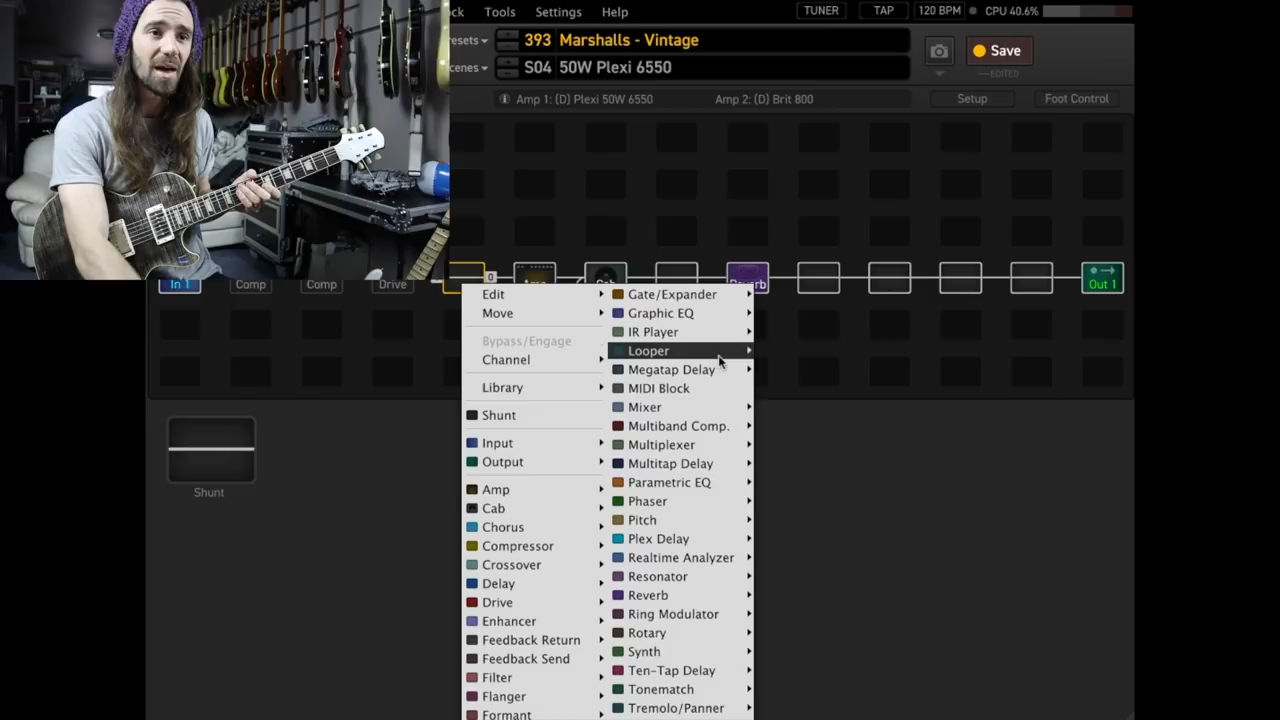 Tools Settings Help TUNER TAP 120 BPM CPU 40.6%
393 Marshalls - Vintage Save
S04 50W Plexi 6550 EDITED
Amp 1: (D) Plexi 50W 6550 Amp 2: (D) Brit 800 Setup Foot Control
0
In 1 Comp Comp Drive Reverb Out 1
Edit
Move
Bypass/Engage
Channel
Library
Shunt
Input
Output
Amp
Cab
Chorus
Compressor
Crossover
Delay
Drive
Enhancer
Feedback Return
Feedback Send
Filter
Flanger
Formant
Gate/Expander
Graphic EQ
IR Player
Looper
Megatap Delay
MIDI Block
Mixer
Multiband Comp.
Multiplexer
Multitap Delay
Parametric EQ
Phaser
Pitch
Plex Delay
Realtime Analyzer
Resonator
Reverb
Ring Modulator
Rotary
Synth
Ten-Tap Delay
Tonematch
Tremolo/Panner
Shunt